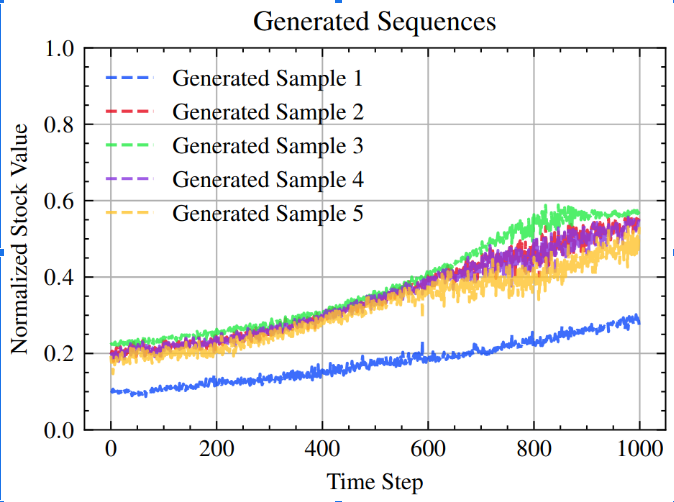 Generated Sequences
1.0
0.8
0.6
0.4
0.2
0.0
Normalized Stock Value
Generated Sample 1
Generated Sample 2
Generated Sample 3
Generated Sample 4
Generated Sample 5
0 200 400 600 800 1000
Time Step